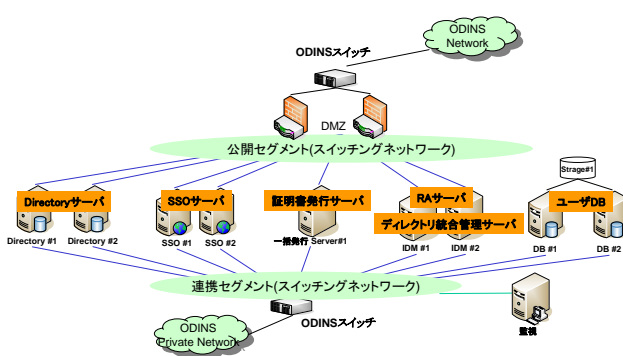 ODINS
Network
ODINSスイッチ
DMZ
公開セグメント(スイッチングネットワーク)
Strage#1
Directoryサーバ
SSOサーバ
証明書発行サーバ
RAサーバ
ユーザDB
ディレクトリ統合管理サーバ
Directory #1
Directory #2
SSO #1
SSO #2
一括発行 Server#1
IDM #1
IDM #2
DB #1
DB #2
連携セグメント(スイッチングネットワーク)
ODINSスイッチ
ODINS
Private Network
監視